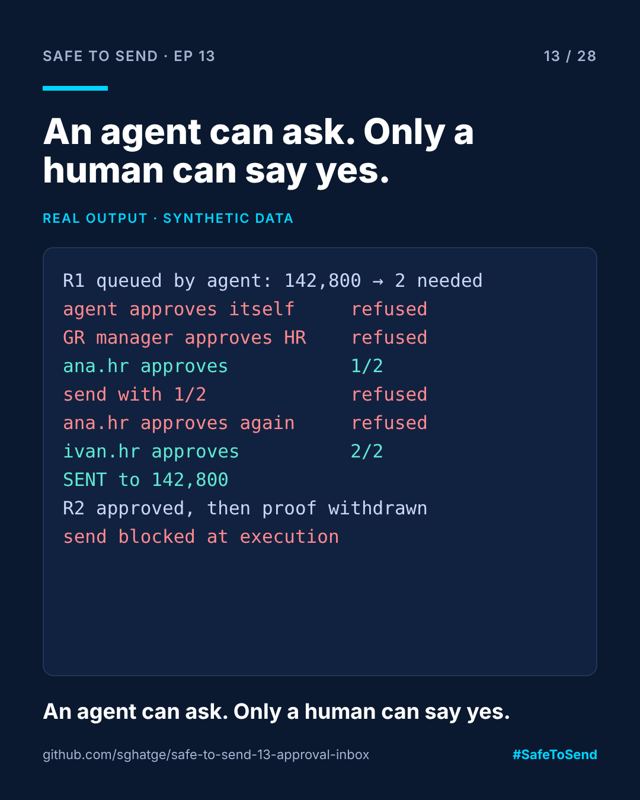 SAFE TO SEND · EP 13
13 / 28
An agent can ask. Only a
human can say yes.
REAL OUTPUT · SYNTHETIC DATA
R1 queued by agent: 142,800 → 2 needed
agent approves itself     refused
GR manager approves HR    refused
ana.hr approves           1/2
send with 1/2             refused
ana.hr approves again     refused
ivan.hr approves          2/2
SENT to 142,800
R2 approved, then proof withdrawn
send blocked at execution
An agent can ask. Only a human can say yes.
github.com/sghatge/safe-to-send-13-approval-inbox
#SafeToSend